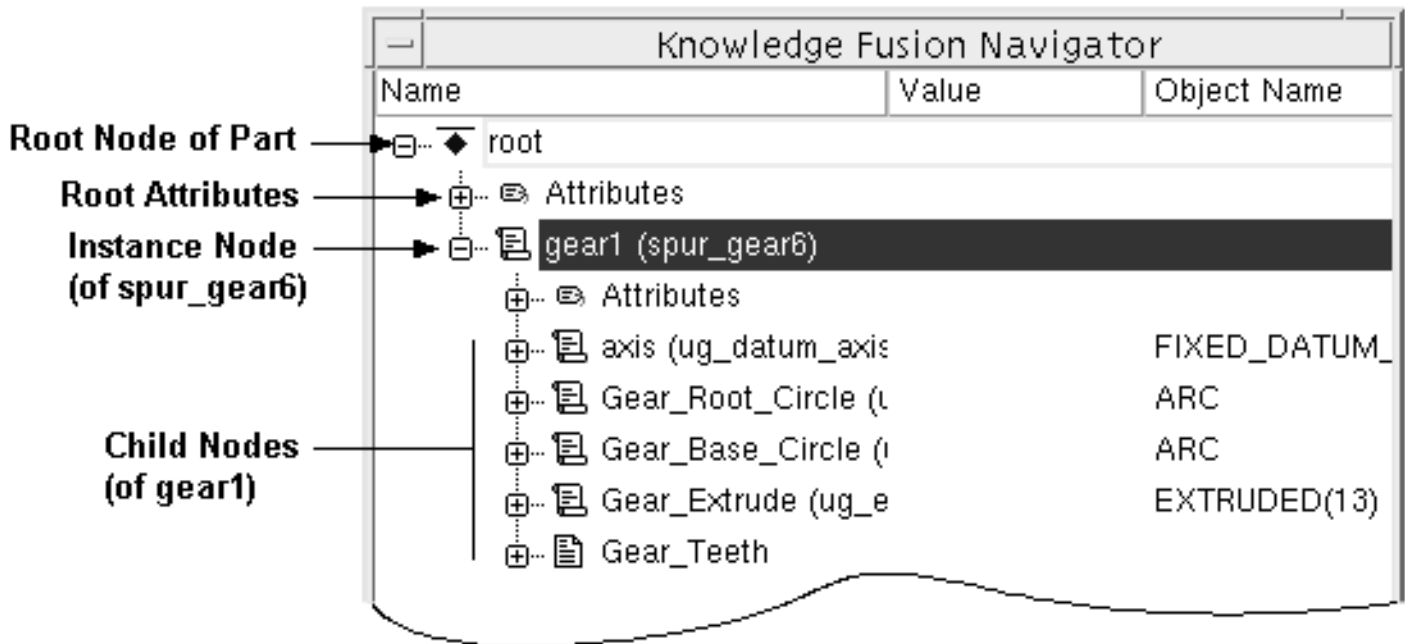 Knowledge Fusion Navigator
Name Value Object Name
Root Node of Part root
Root Attributes Attributes
Instance Node gear1 (spur_gear6)
(of spur_gear6)
Attributes
axis (ug_datum_axis FIXED_DATUM_
Gear_Root_Circle (u ARC
Child Nodes Gear_Base_Circle ( ARC
(of gear1)
Gear_Extrude (ug_e EXTRUDED(13)
Gear_Teeth